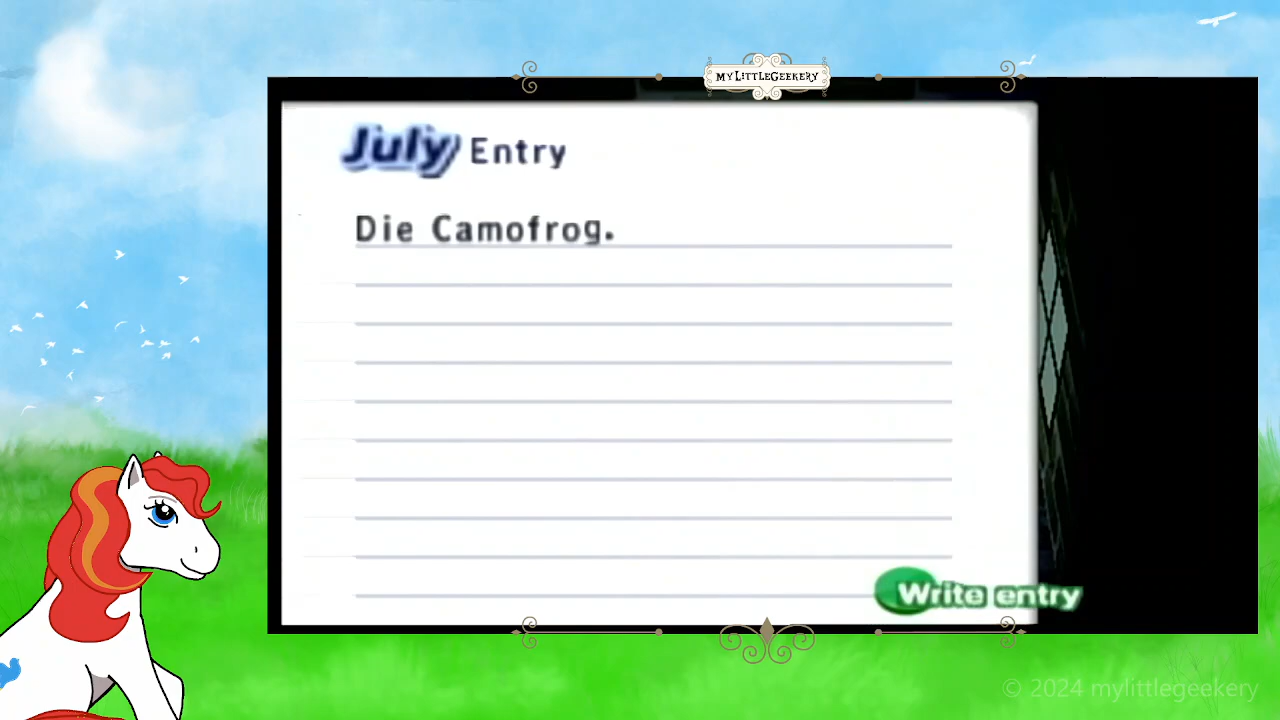 MYLITTLEGEEKERY
July Entry
Die Camofrog.
Write entry
© 2024 mylittlegeekery